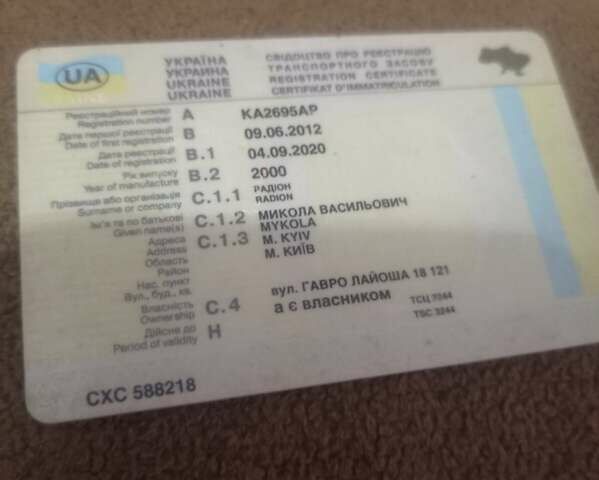 UA
УКРАЇНА
УКРАИНА
UKRAINE
UKRAINE
СВІДОЦТВО ПРО РЕЄСТРАЦІЮ
ТРАНСПОРТНОГО ЗАСОБУ
REGISTRATION CERTIFICATE
CERTIFICAT D'IMMATRICULATION
Реєстраційний номер
Registration number
A
КА2695АР
Дата першої реєстрації
Date of first registration
B
09.06.2012
Дата реєстрації
Date of registration
B.1
04.09.2020
Рік випуску
Year of manufacture
B.2
2000
Прізвище або організація
Surname or company
C.1.1
РАДІОН
RADION
Ім'я та по батькові
Given name(s)
C.1.2
МИКОЛА ВАСИЛЬОВИЧ
MYKOLA
Адреса
Address
C.1.3
M. KYIV
М. КИЇВ
Область
Район
Нас. пункт
Вул., буд., кв.
вул. ГАВРО ЛАЙОША 18 121
Власність
Ownership
C.4
а є власником
ТСЦ 3244
TSC 3244
Дійсне до
Period of validity
H
СХС 588218